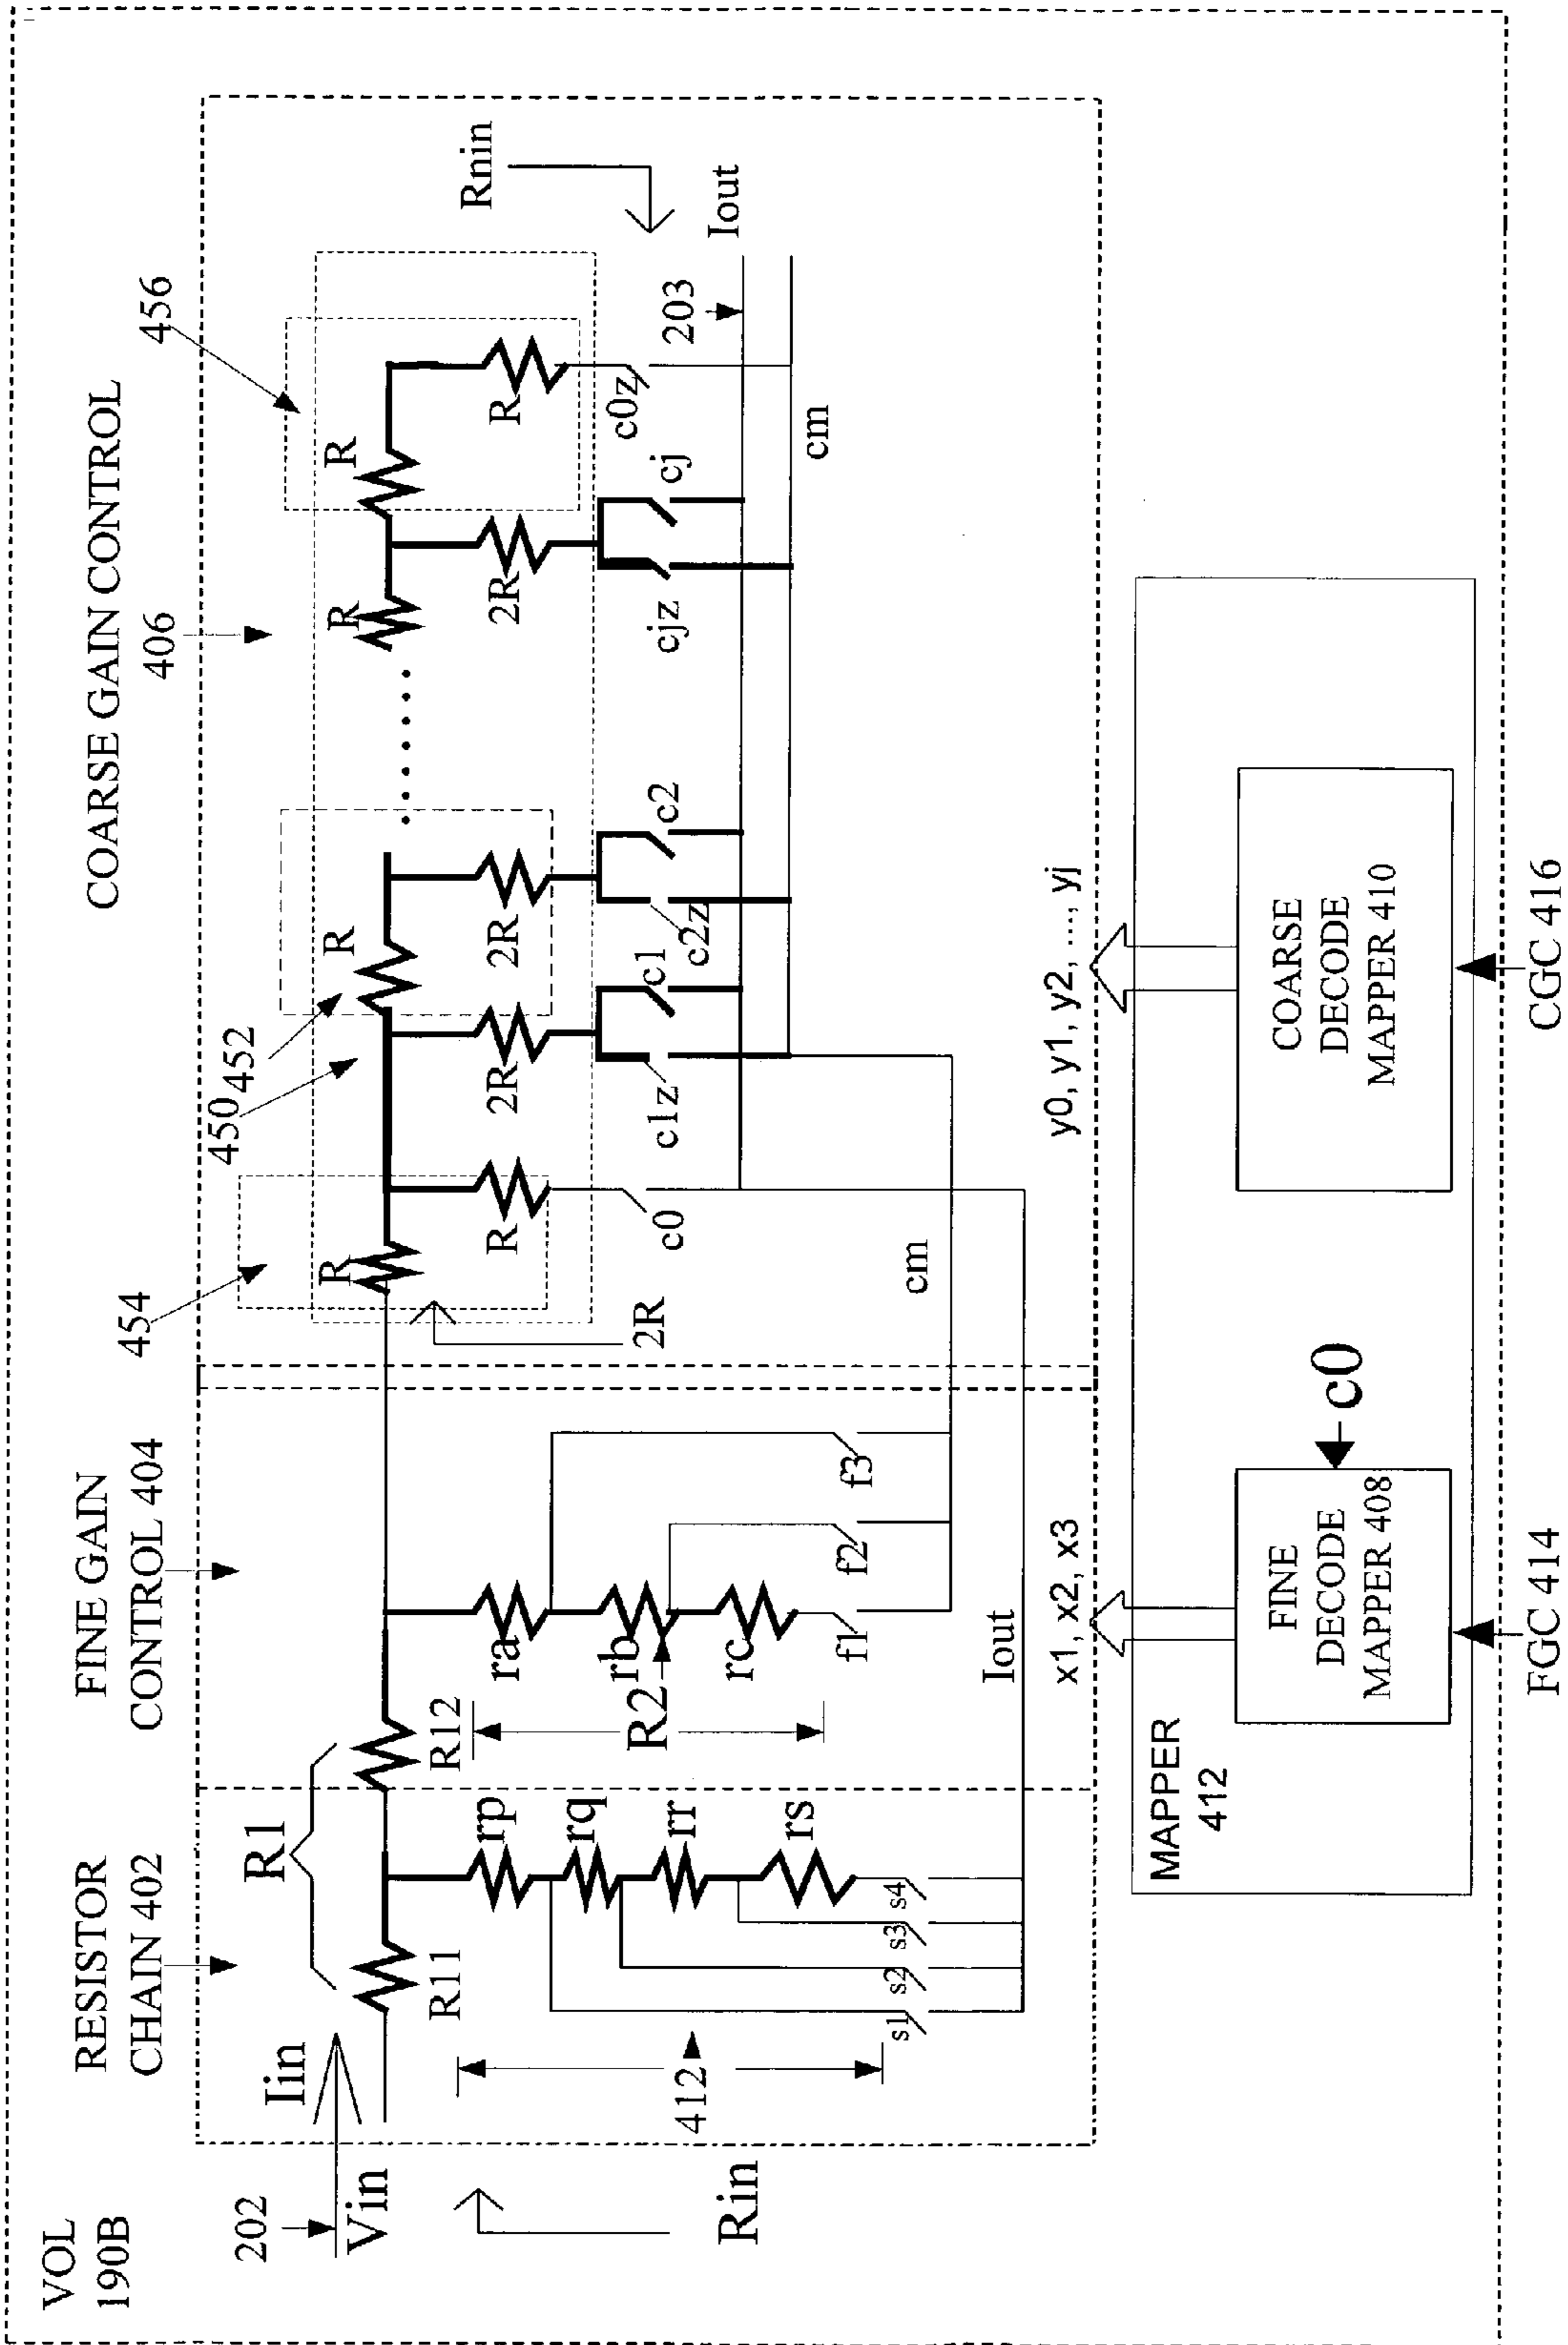 VOL
190B
RESISTOR
CHAIN 402
FINE GAIN
CONTROL 404
COARSE GAIN CONTROL
406
202
Vin
Iin
Rin
R1
R11
R12
rp
rq
rr
rs
s1
s2
s3
s4
412
ra
rb
rc
R2
f1
f2
f3
Iout
cm
454
450
452
456
2R
R
R
c0
2R
c1z
c1
R
2R
c2z
c2
R
2R
cjz
cj
R
R
c0z
203
cm
Iout
Rnin
x1, x2, x3
y0, y1, y2, ..., yj
MAPPER
412
FINE
DECODE
MAPPER 408
c0
COARSE
DECODE
MAPPER 410
FGC 414
CGC 416